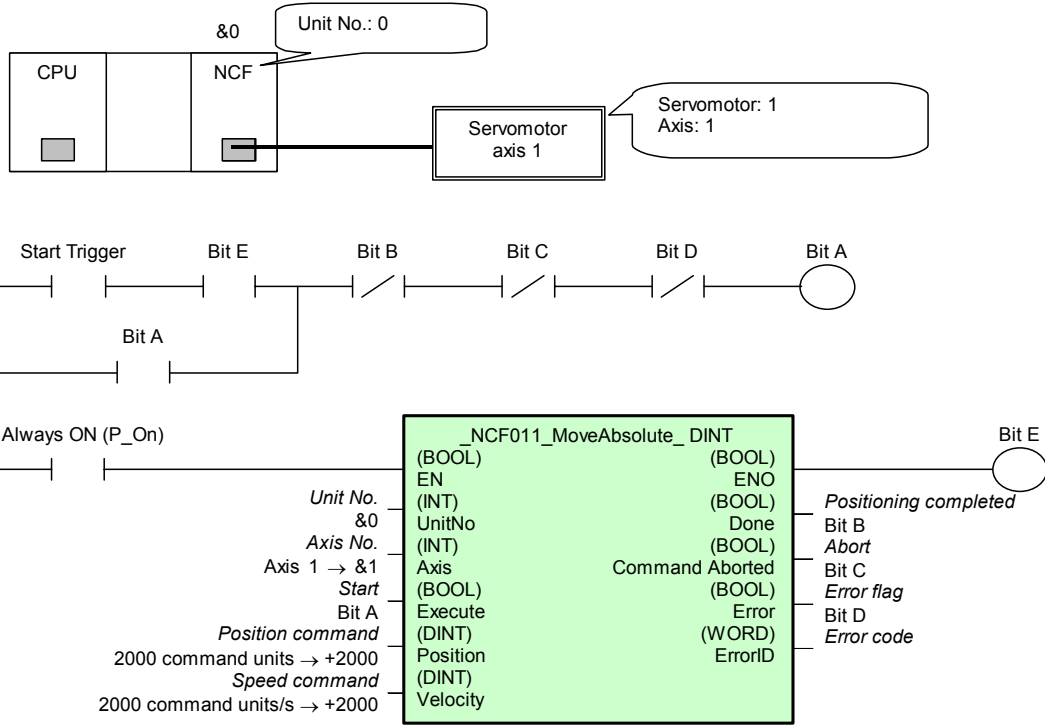 &0
Unit No.: 0
CPU
NCF
Servomotor: 1
Axis: 1
Servomotor
axis 1
Start Trigger
Bit E
Bit B
Bit C
Bit D
Bit A
Bit A
Always ON (P_On)
_NCF011_MoveAbsolute_ DINT
Bit E
(BOOL)
(BOOL)
EN
ENO
Unit No.
(INT)
(BOOL)
Positioning completed
&0
UnitNo
Done
Bit B
Axis No.
(INT)
(BOOL)
Abort
Axis 1 → &1
Axis
Command Aborted
Bit C
Start
(BOOL)
(BOOL)
Error flag
Bit A
Execute
Error
Bit D
Position command
(DINT)
(WORD)
Error code
2000 command units → +2000
Position
ErrorID
Speed command
(DINT)
2000 command units/s → +2000
Velocity